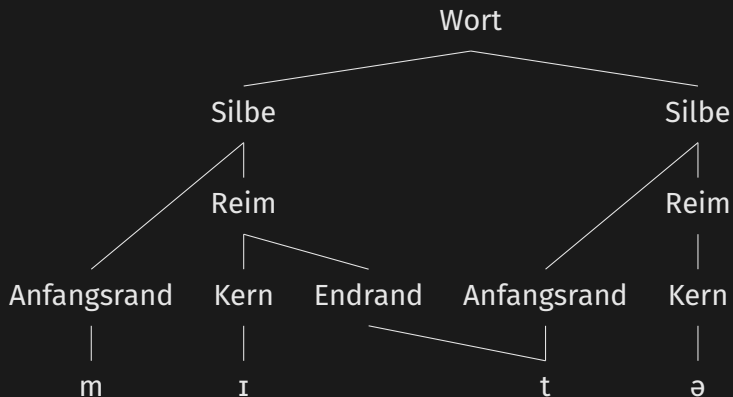 Wort
Silbe Silbe
Reim Reim
Anfangsrand Kern Endrand Anfangsrand Kern
m ɪ t ə